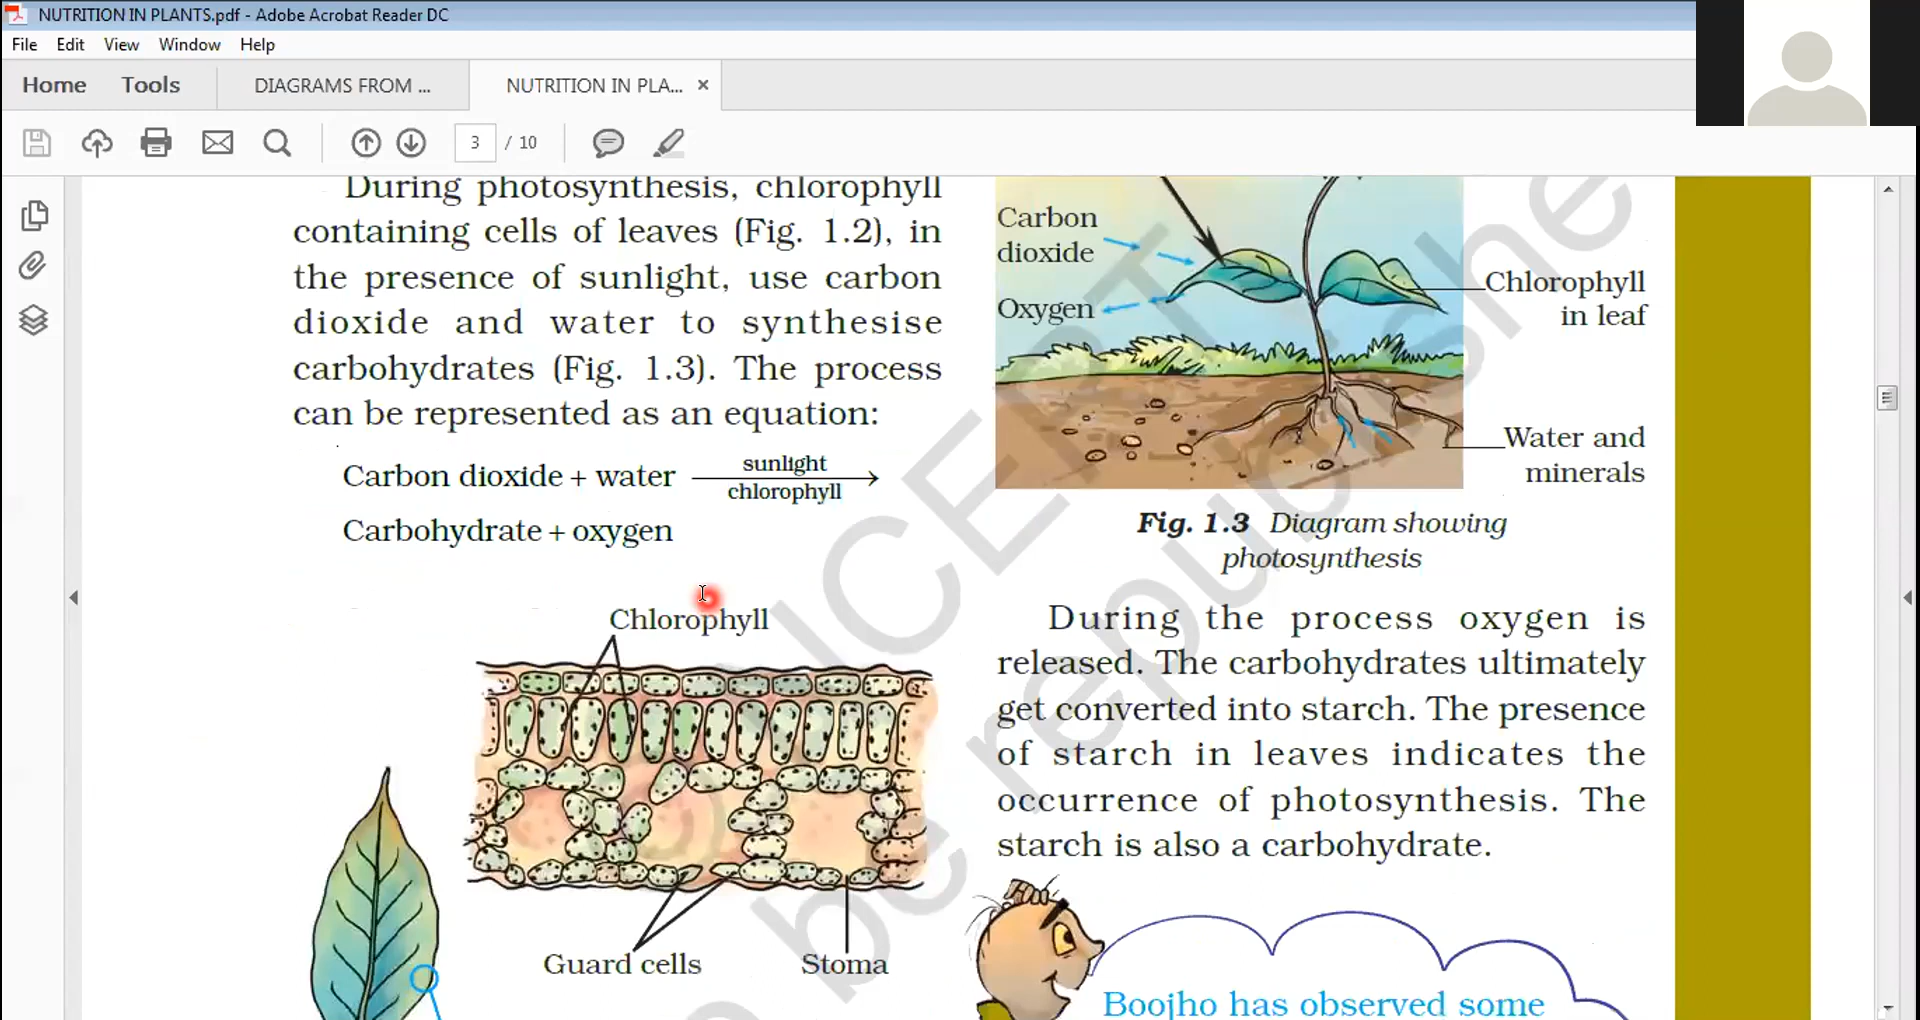 NUTRITION IN PLANTS.pdf - Adobe Acrobat Reader DC
File Edit View Window Help
Home Tools DIAGRAMS FROM ... NUTRITION IN PLA... ×
3 / 10
During photosynthesis, chlorophyll
containing cells of leaves (Fig. 1.2), in
the presence of sunlight, use carbon
dioxide and water to synthesise
carbohydrates (Fig. 1.3). The process
can be represented as an equation:
sunlight
Carbon dioxide + water
chlorophyll
Carbohydrate + oxygen
Chlorophyll
Guard cells
Stoma
Carbon
dioxide
Oxygen
Chlorophyll
in leaf
Water and
minerals
Fig. 1.3 Diagram showing
photosynthesis
During the process oxygen is
released. The carbohydrates ultimately
get converted into starch. The presence
of starch in leaves indicates the
occurrence of photosynthesis. The
starch is also a carbohydrate.
Boojho has observed some
© NCERT
be republishe